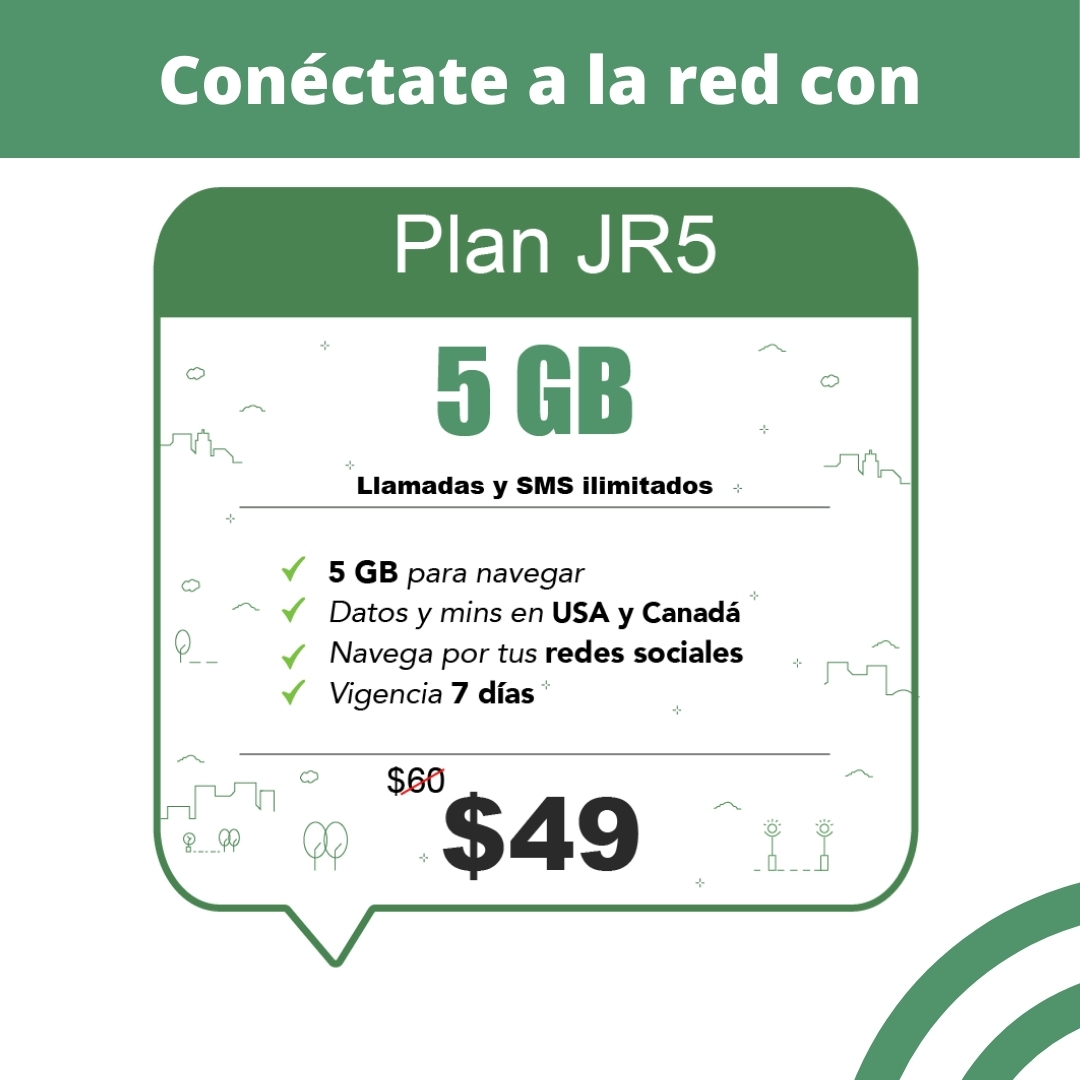 Conéctate a la red con
Plan JR5
5 GB
Llamadas y SMS ilimitados
5 GB para navegar
Datos y mins en USA y Canadá
Navega por tus redes sociales
Vigencia 7 días
$60
$49